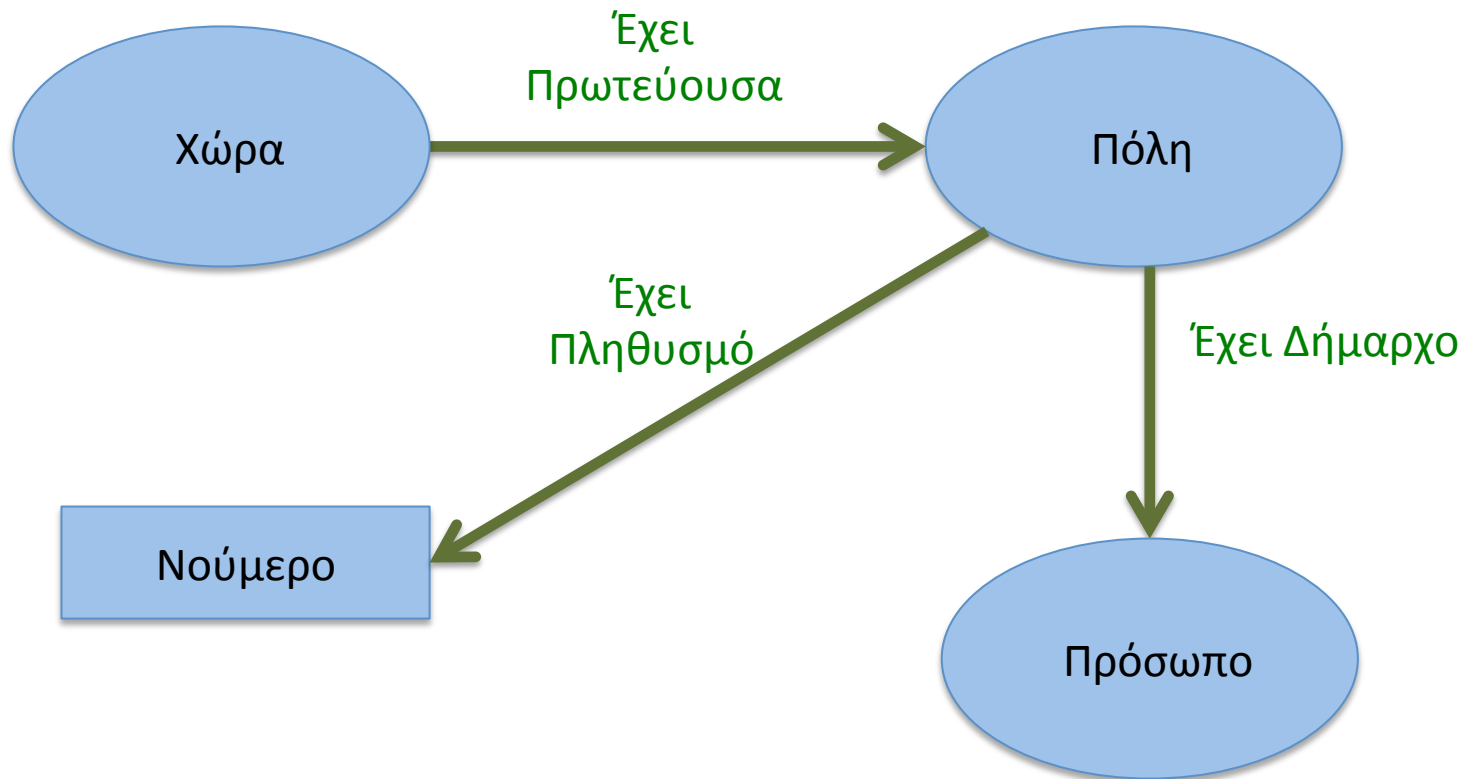 Έχει
Πρωτεύουσα
Χώρα
Πόλη
Έχει
Πληθυσμό
Έχει Δήμαρχο
Νούμερο
Πρόσωπο